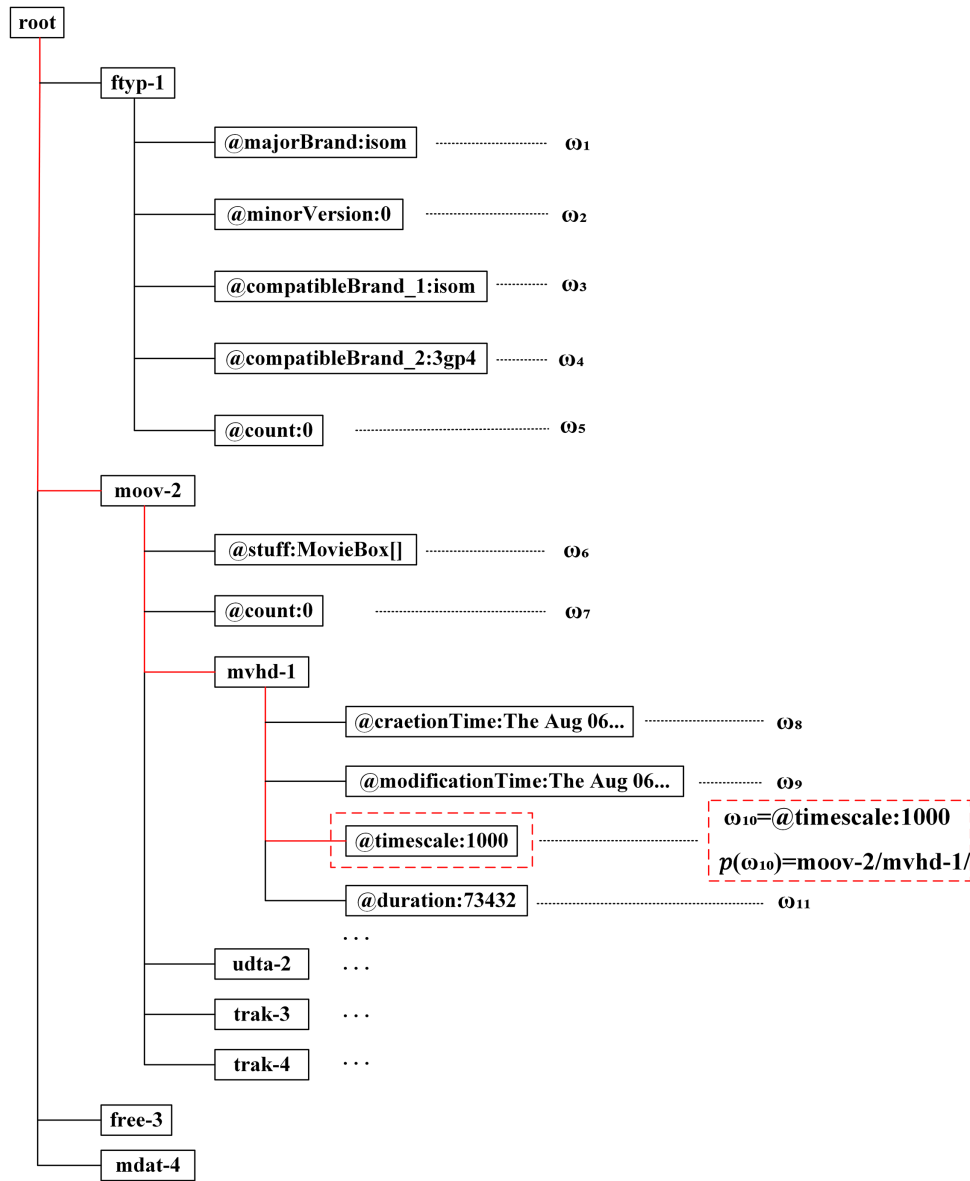 root
ftyp-1
@majorBrand:isom ω₁
@minorVersion:0 ω₂
@compatibleBrand_1:isom ω₃
@compatibleBrand_2:3gp4 ω₄
@count:0 ω₅
moov-2
@stuff:MovieBox[] ω₆
@count:0 ω₇
mvhd-1
@craetionTime:The Aug 06... ω₈
@modificationTime:The Aug 06... ω₉
@timescale:1000 ω₁₀=@timescale:1000
p(ω₁₀)=moov-2/mvhd-1/
@duration:73432 ω₁₁
...
udta-2 ...
trak-3 ...
trak-4 ...
free-3
mdat-4